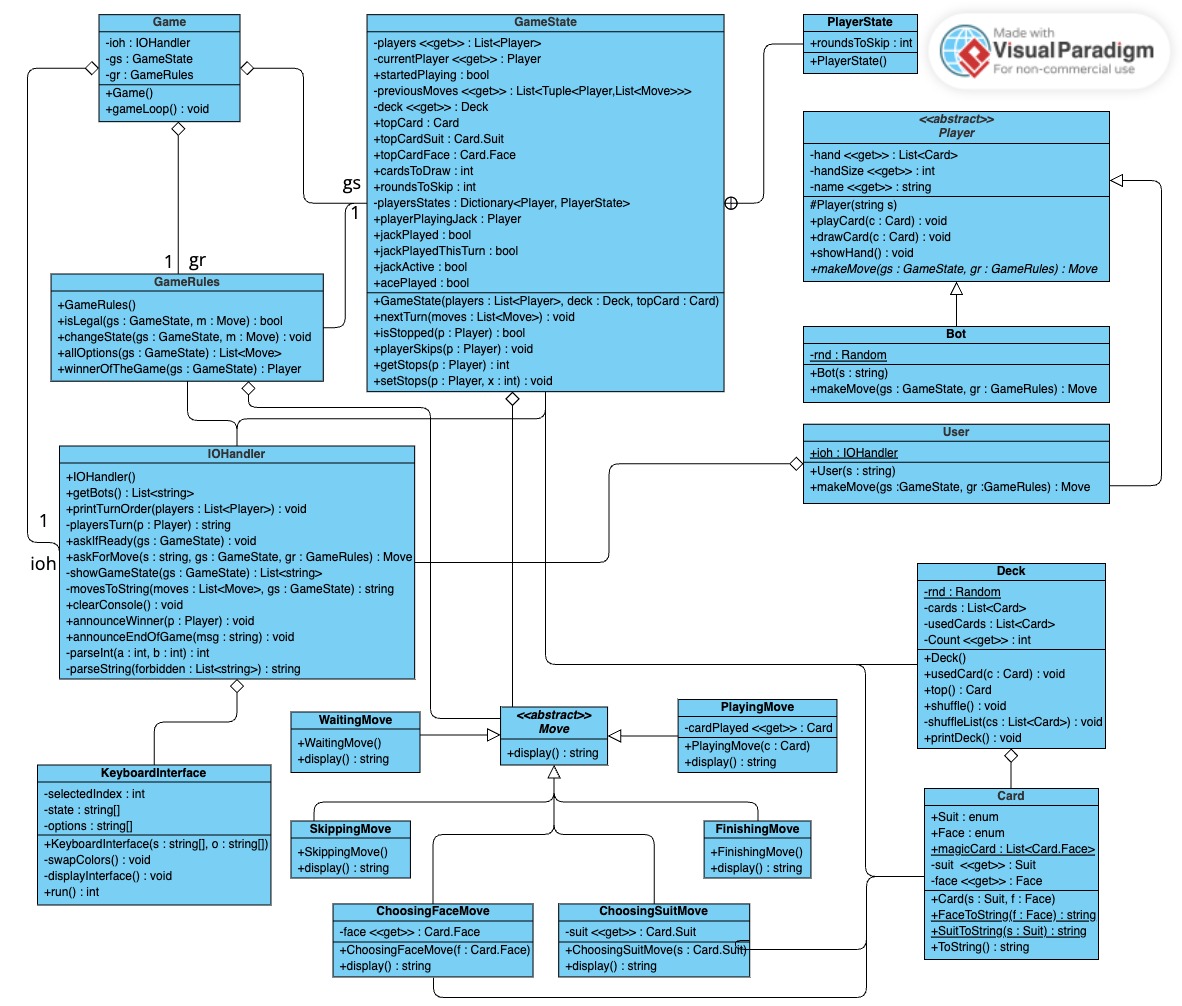 Game
-ioh : IOHandler
-gs : GameState
-gr : GameRules
+Game()
+gameLoop() : void
GameState
-players <<get>> : List<Player>
-currentPlayer <<get>> : Player
+startedPlaying : bool
-previousMoves <<get>> : List<Tuple<Player,List<Move>>>
-deck <<get>> : Deck
+topCard : Card
+topCardSuit : Card.Suit
+topCardFace : Card.Face
+cardsToDraw : int
+roundsToSkip : int
-playersStates : Dictionary<Player, PlayerState>
+playerPlayingJack : Player
+jackPlayed : bool
+jackPlayedThisTurn : bool
+jackActive : bool
+acePlayed : bool
+GameState(players : List<Player>, deck : Deck, topCard : Card)
+nextTurn(moves : List<Move>) : void
+isStopped(p : Player) : bool
+playerSkips(p : Player) : void
+getStops(p : Player) : int
+setStops(p : Player, x : int) : void
PlayerState
+roundsToSkip : int
+PlayerState()
Made with
Visual Paradigm
For non-commercial use
<<abstract>>
Player
-hand <<get>> : List<Card>
-handSize <<get>> : int
-name <<get>> : string
#Player(string s)
+playCard(c : Card) : void
+drawCard(c : Card) : void
+showHand() : void
+makeMove(gs : GameState, gr : GameRules) : Move
gs
1
1 gr
GameRules
+GameRules()
+isLegal(gs : GameState, m : Move) : bool
+changeState(gs : GameState, m : Move) : void
+allOptions(gs : GameState) : List<Move>
+winnerOfTheGame(gs : GameState) : Player
Bot
-rnd : Random
+Bot(s : string)
+makeMove(gs : GameState, gr : GameRules) : Move
User
+ioh : IOHandler
+User(s : string)
+makeMove(gs :GameState, gr :GameRules) : Move
1
ioh
IOHandler
+IOHandler()
+getBots() : List<string>
+printTurnOrder(players : List<Player>) : void
-playersTurn(p : Player) : string
+askIfReady(gs : GameState) : void
+askForMove(s : string, gs : GameState, gr : GameRules) : Move
-showGameState(gs : GameState) : List<string>
-movesToString(moves : List<Move>, gs : GameState) : string
+clearConsole() : void
+announceWinner(p : Player) : void
+announceEndOfGame(msg : string) : void
-parseInt(a : int, b : int) : int
-parseString(forbidden : List<string>) : string
Deck
-rnd : Random
-cards : List<Card>
-usedCards : List<Card>
-Count <<get>> : int
+Deck()
+usedCard(c : Card) : void
+top() : Card
+shuffle() : void
-shuffleList(cs : List<Card>) : void
+printDeck() : void
WaitingMove
+WaitingMove()
+display() : string
<<abstract>>
Move
+display() : string
PlayingMove
-cardPlayed <<get>> : Card
+PlayingMove(c : Card)
+display() : string
KeyboardInterface
-selectedIndex : int
-state : string[]
-options : string[]
+KeyboardInterface(s : string[], o : string[])
-swapColors() : void
-displayInterface() : void
+run() : int
SkippingMove
+SkippingMove()
+display() : string
FinishingMove
+FinishingMove()
+display() : string
Card
+Suit : enum
+Face : enum
+magicCard : List<Card.Face>
-suit <<get>> : Suit
-face <<get>> : Face
+Card(s : Suit, f : Face)
+FaceToString(f : Face) : string
+SuitToString(s : Suit) : string
+ToString() : string
ChoosingFaceMove
-face <<get>> : Card.Face
+ChoosingFaceMove(f : Card.Face)
+display() : string
ChoosingSuitMove
-suit <<get>> : Card.Suit
+ChoosingSuitMove(s : Card.Suit)
+display() : string